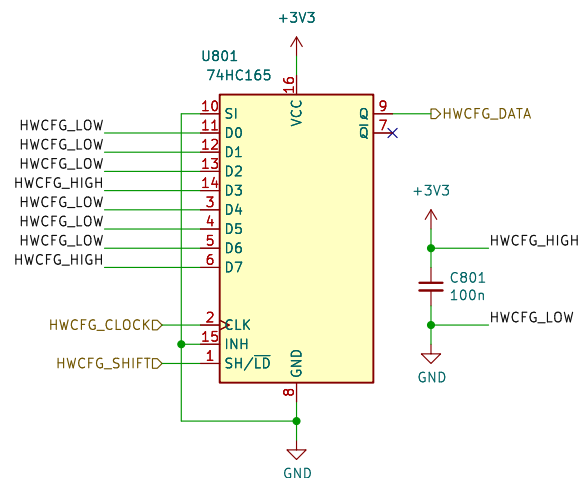 +3V3
U801
74HC165
16
VCC
10 SI
Q 9 HWCFG_DATA
HWCFG_LOW 11 D0
Q 7
HWCFG_LOW 12 D1
HWCFG_LOW 13 D2
HWCFG_HIGH 14 D3
HWCFG_LOW 3 D4
HWCFG_LOW 4 D5
HWCFG_LOW 5 D6
HWCFG_HIGH 6 D7
HWCFG_CLOCK 2 CLK
15 INH
HWCFG_SHIFT 1 SH/LD
GND
8
GND
+3V3
HWCFG_HIGH
C801
100n
HWCFG_LOW
GND